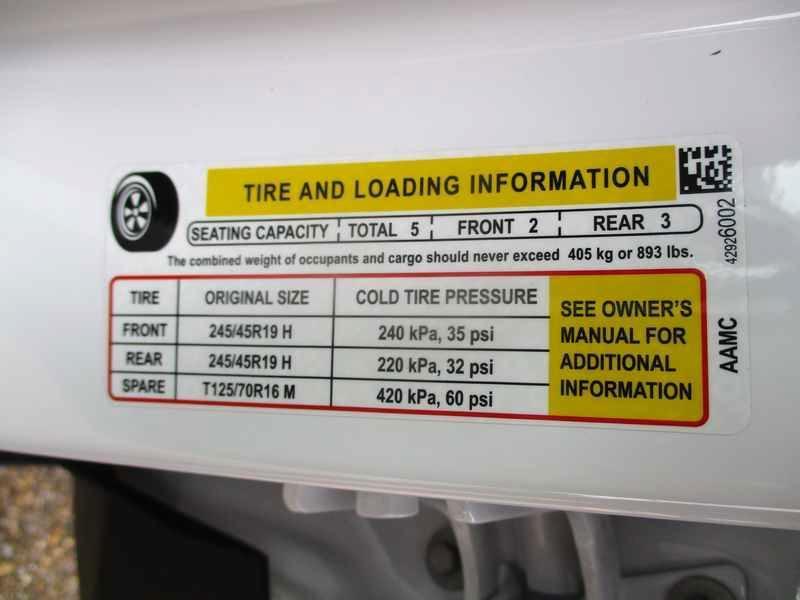 TIRE AND LOADING INFORMATION
SEATING CAPACITY TOTAL 5 FRONT 2 REAR 3
The combined weight of occupants and cargo should never exceed 405 kg or 893 lbs.
TIRE ORIGINAL SIZE COLD TIRE PRESSURE
FRONT 245/45R19 H 240 kPa, 35 psi
REAR 245/45R19 H 220 kPa, 32 psi
SPARE T125/70R16 M 420 kPa, 60 psi
SEE OWNER'S
MANUAL FOR
ADDITIONAL
INFORMATION
42926002
AAMC